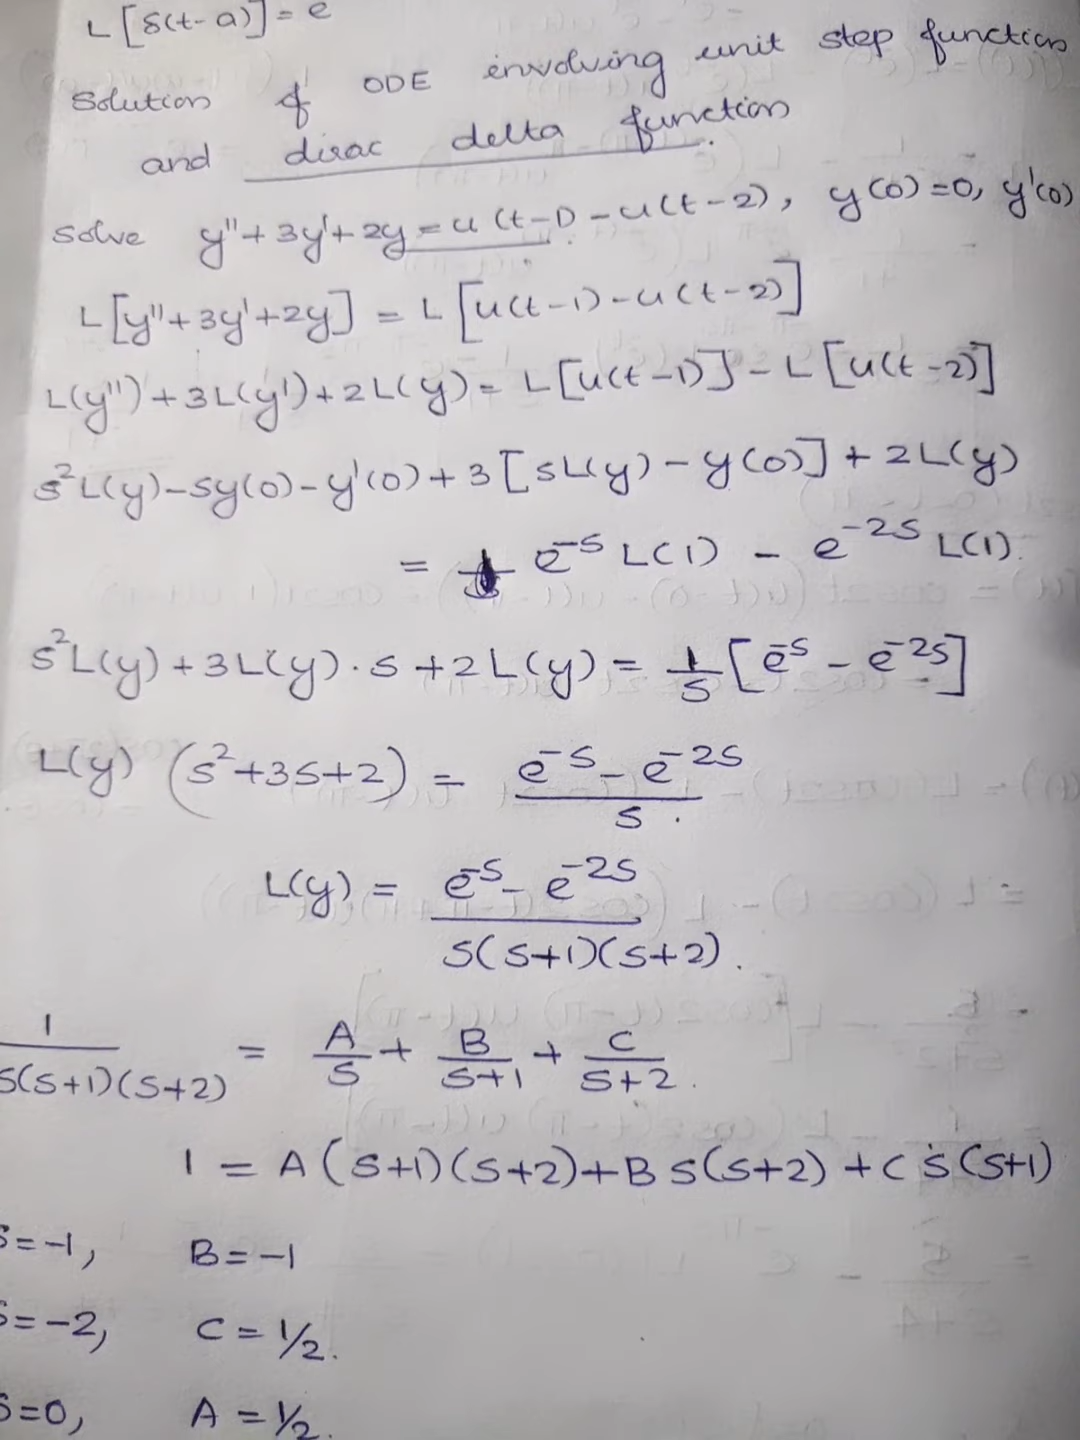 L[δ(t-a)] = e
Solution of ODE involving unit step function
and dirac delta function.
Solve y''+3y'+2y = u(t-1) - u(t-2), y(0)=0, y'(0)
L[y''+3y'+2y] = L[u(t-1)-u(t-2)]
L(y'')+3L(y')+2L(y) = L[u(t-1)] - L[u(t-2)]
s²L(y)-sy(0)-y'(0)+3[sL(y)-y(0)]+2L(y)
= e^-s L(1) - e^-2s L(1).
s²L(y)+3L(y)·s+2L(y) = 1/s [e^-s - e^-2s]
L(y) (s²+3s+2) = e^-s - e^-2s / s.
L(y) = e^-s - e^-2s / s(s+1)(s+2).
1 / s(s+1)(s+2) = A/s + B/s+1 + C/s+2.
1 = A(s+1)(s+2)+B s(s+2)+C s(s+1)
s=-1, B=-1
s=-2, C=1/2.
s=0, A=1/2.